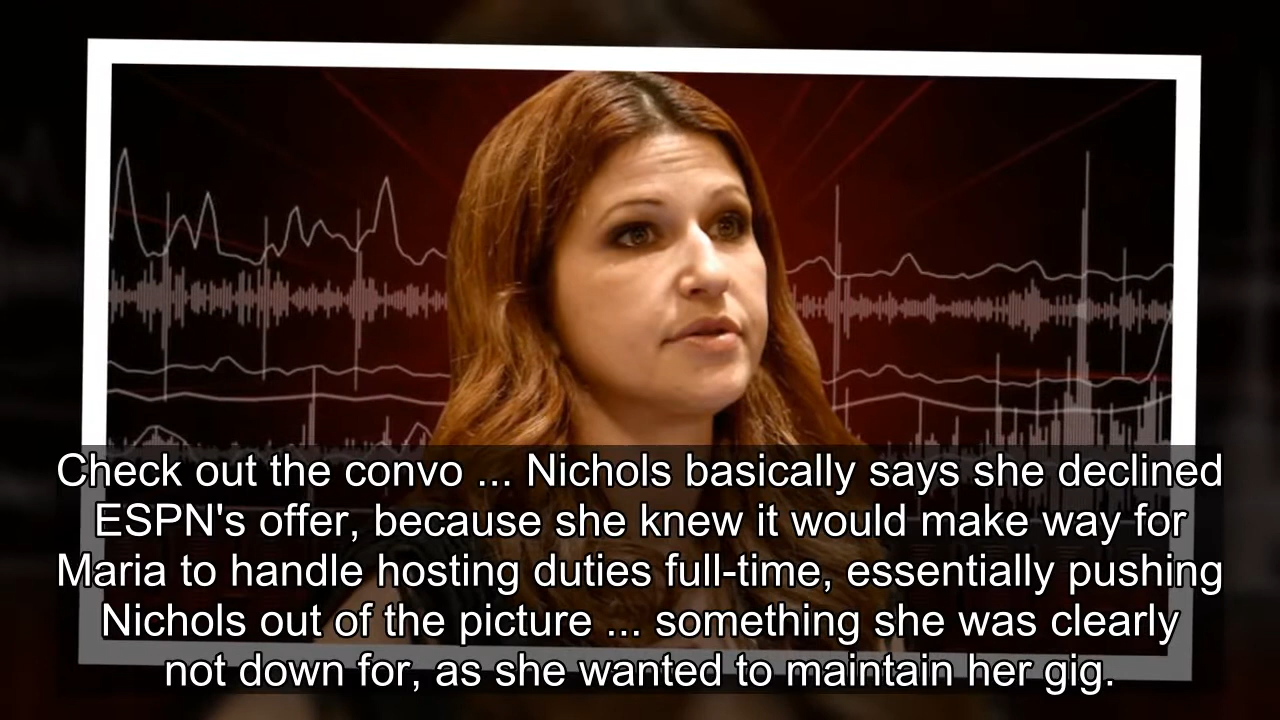 Check out the convo ... Nichols basically says she declined
ESPN's offer, because she knew it would make way for
Maria to handle hosting duties full-time, essentially pushing
Nichols out of the picture ... something she was clearly
not down for, as she wanted to maintain her gig.